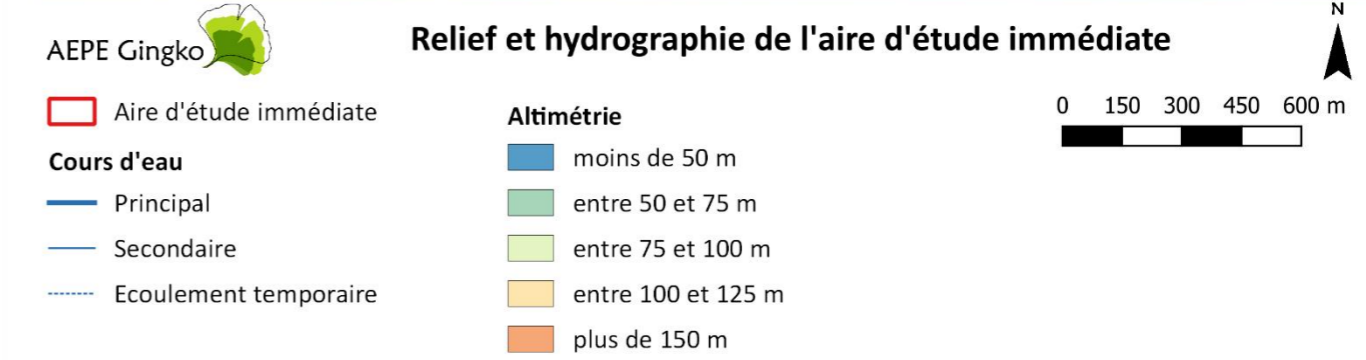 AEPE Gingko
Relief et hydrographie de l'aire d'étude immédiate
N
Aire d'étude immédiate
Cours d'eau
Principal
Secondaire
Ecoulement temporaire
Altimétrie
moins de 50 m
entre 50 et 75 m
entre 75 et 100 m
entre 100 et 125 m
plus de 150 m
0 150 300 450 600 m